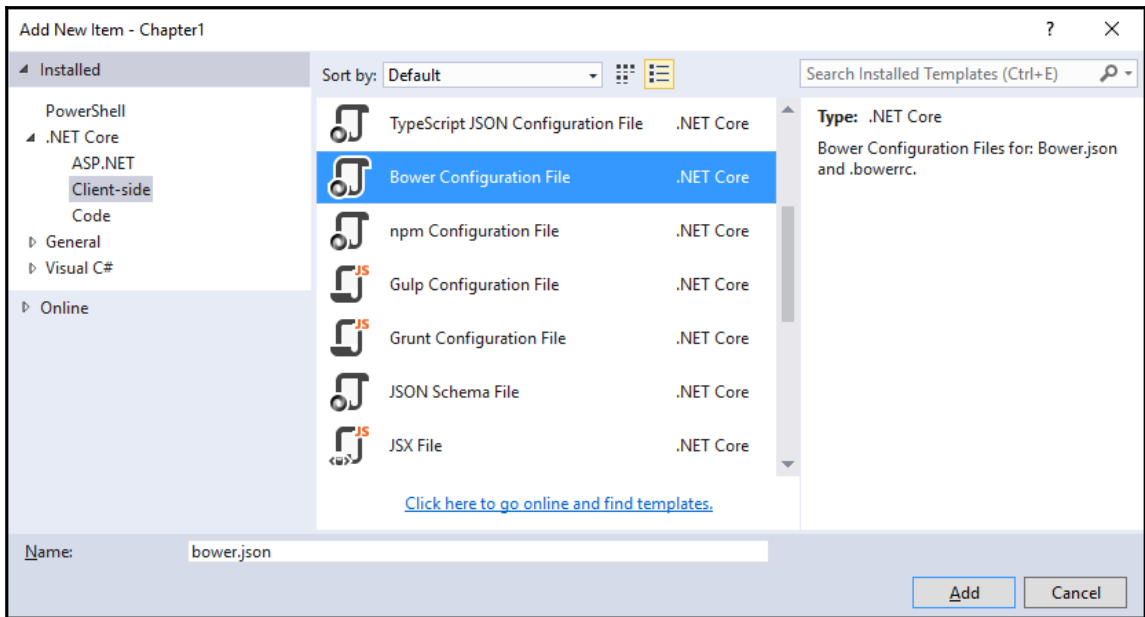 Add New Item - Chapter1
?
Installed
Sort by: Default
Search Installed Templates (Ctrl+E)
PowerShell
.NET Core
ASP.NET
Client-side
Code
General
Visual C#
Online
TypeScript JSON Configuration File .NET Core
Bower Configuration File .NET Core
npm Configuration File .NET Core
JS
Gulp Configuration File .NET Core
JS
Grunt Configuration File .NET Core
JSON Schema File .NET Core
JS
JSX File .NET Core
Click here to go online and find templates.
Type: .NET Core
Bower Configuration Files for: Bower.json
and .bowerrc.
Name: bower.json
Add Cancel